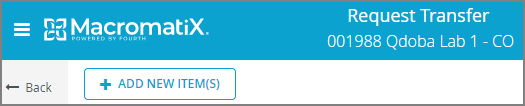 MacromatiX.
POWERED BY FOURTH
Request Transfer
001988 Qdoba Lab 1 - CO
Back
ADD NEW ITEM(S)